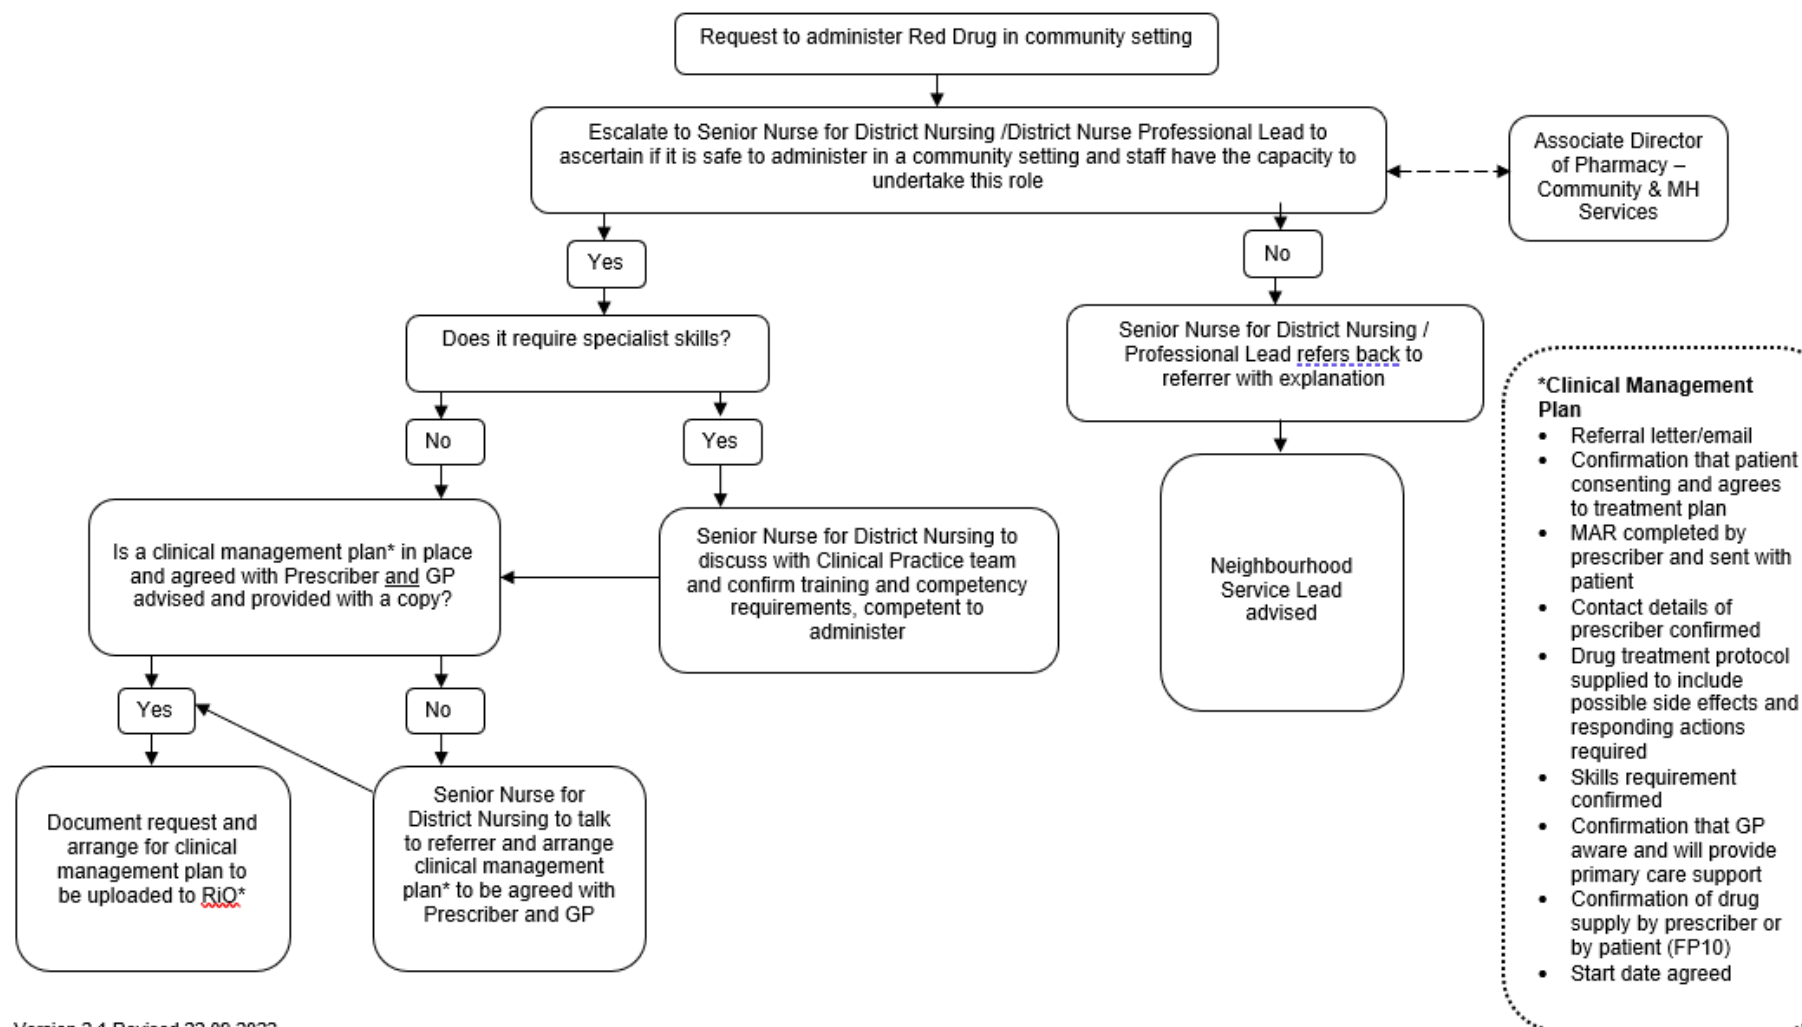 Request to administer Red Drug in community setting
Escalate to Senior Nurse for District Nursing /District Nurse Professional Lead to
ascertain if it is safe to administer in a community setting and staff have the capacity to
undertake this role
Associate Director
of Pharmacy –
Community & MH
Services
Yes
No
Does it require specialist skills?
Senior Nurse for District Nursing /
Professional Lead refers back to
referrer with explanation
No
Yes
Is a clinical management plan* in place
and agreed with Prescriber and GP
advised and provided with a copy?
Senior Nurse for District Nursing to
discuss with Clinical Practice team
and confirm training and competency
requirements, competent to
administer
Neighbourhood
Service Lead
advised
Yes
No
Document request and
arrange for clinical
management plan to
be uploaded to RiO*
Senior Nurse for
District Nursing to talk
to referrer and arrange
clinical management
plan* to be agreed with
Prescriber and GP
*Clinical Management
Plan
• Referral letter/email
• Confirmation that patient
consenting and agrees
to treatment plan
• MAR completed by
prescriber and sent with
patient
• Contact details of
prescriber confirmed
• Drug treatment protocol
supplied to include
possible side effects and
responding actions
required
• Skills requirement
confirmed
• Confirmation that GP
aware and will provide
primary care support
• Confirmation of drug
supply by prescriber or
by patient (FP10)
• Start date agreed